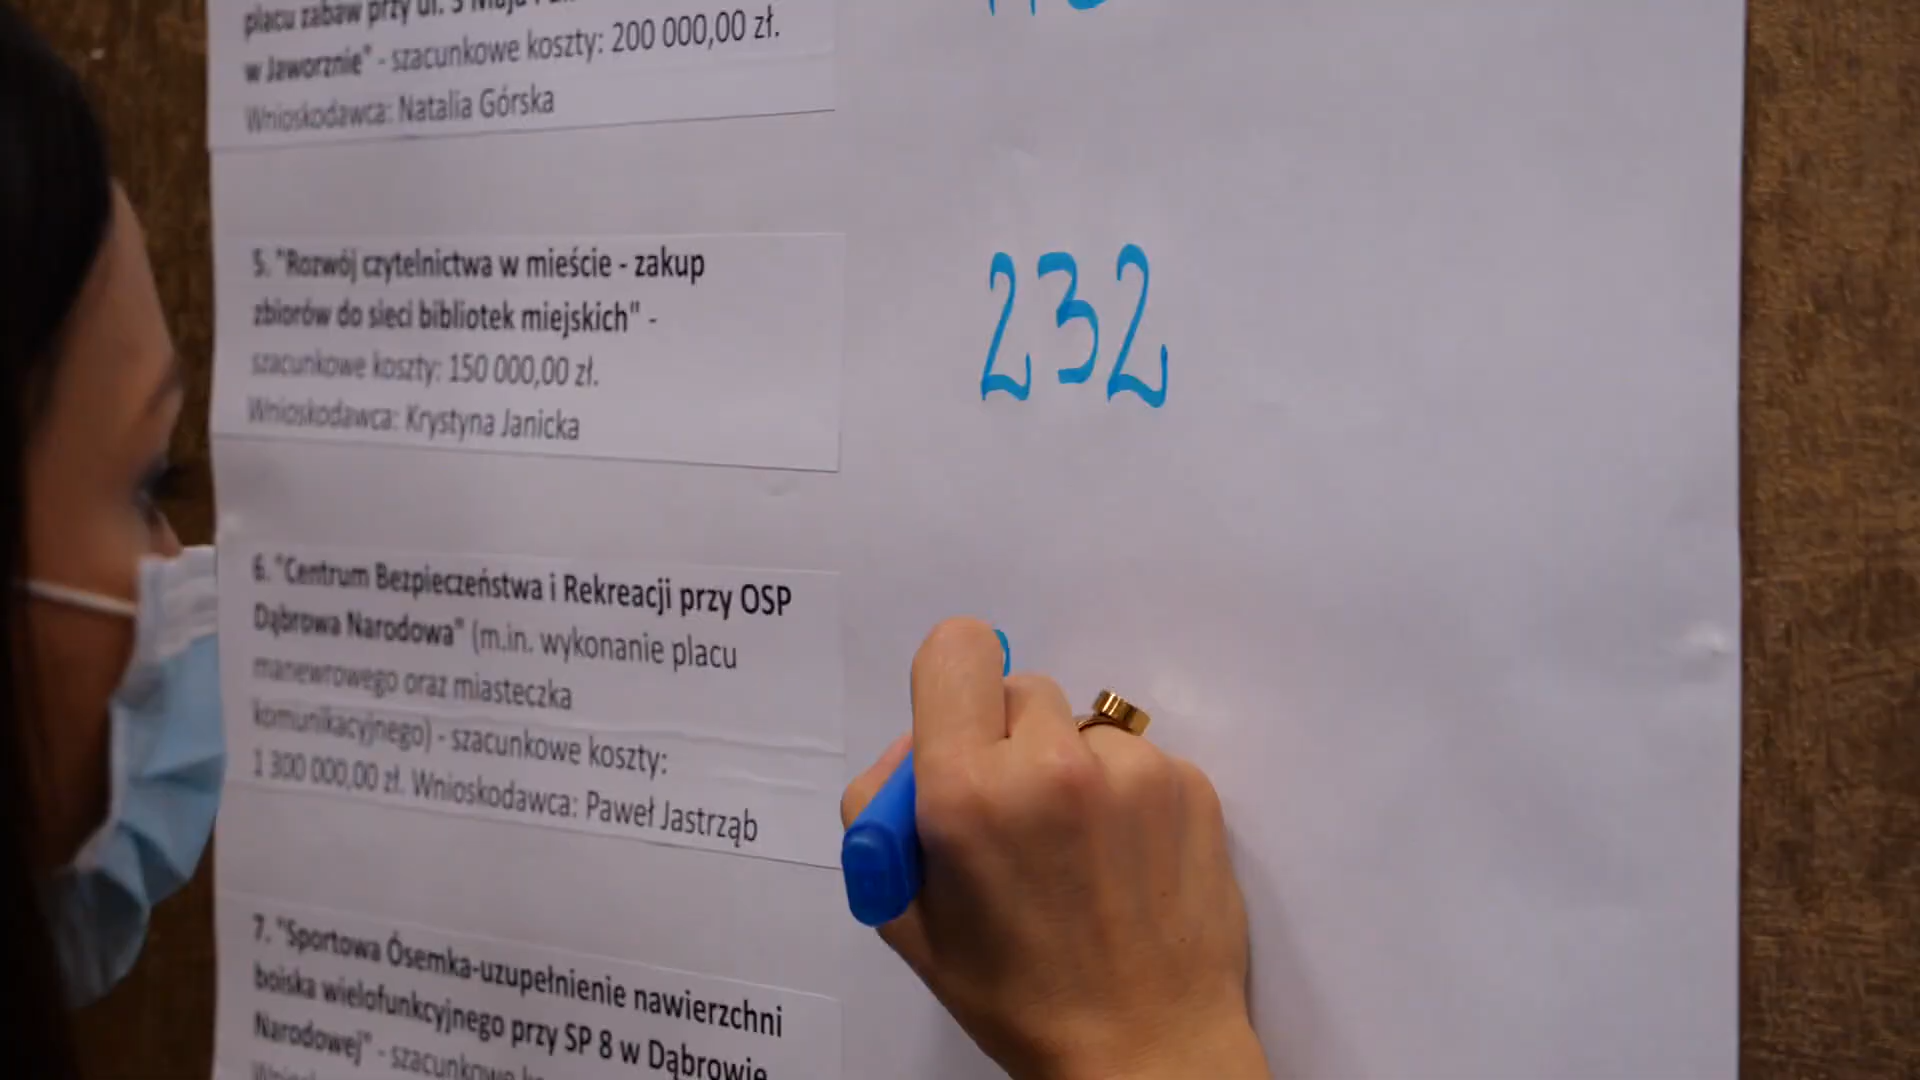 placu zabaw przy ul. 3 Maja
w Jaworznie" - szacunkowe koszty: 200 000,00 zł.
Wnioskodawca: Natalia Górska
5. "Rozwój czytelnictwa w mieście - zakup
zbiorów do sieci bibliotek miejskich" -
szacunkowe koszty: 150 000,00 zł.
Wnioskodawca: Krystyna Janicka
232
6. "Centrum Bezpieczeństwa i Rekreacji przy OSP
Dąbrowa Narodowa" (m.in. wykonanie placu
manewrowego oraz miasteczka
komunikacyjnego) - szacunkowe koszty:
1 300 000,00 zł. Wnioskodawca: Paweł Jastrząb
7. "Sportowa Ósemka-uzupełnienie nawierzchni
boiska wielofunkcyjnego przy SP 8 w Dąbrowie
Narodowej" - szacunkowe